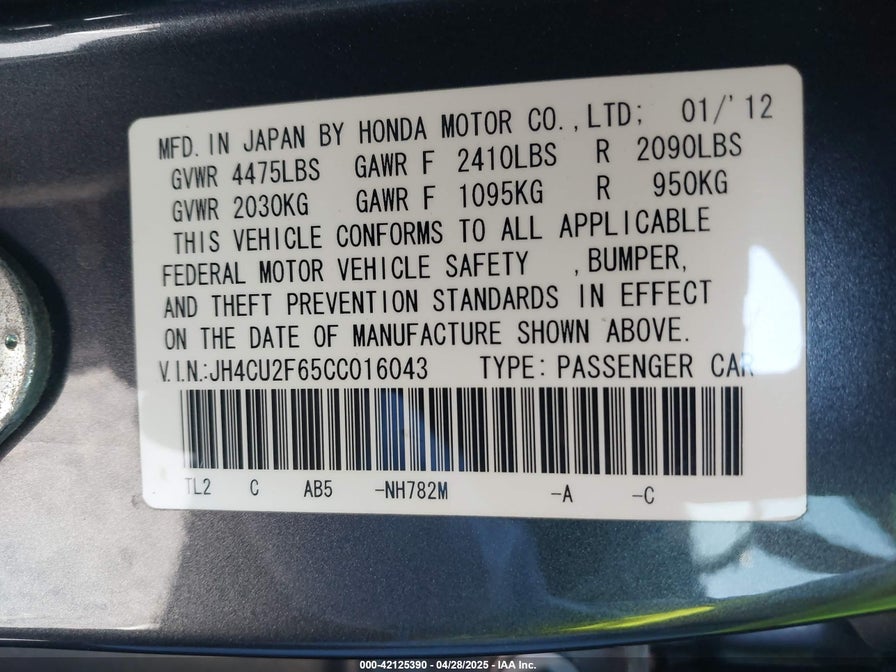 MFD. IN JAPAN BY HONDA MOTOR CO.,LTD; 01/'12
GVWR 4475LBS GAWR F 2410LBS R 2090LBS
GVWR 2030KG GAWR F 1095KG R 950KG
THIS VEHICLE CONFORMS TO ALL APPLICABLE
FEDERAL MOTOR VEHICLE SAFETY ,BUMPER,
AND THEFT PREVENTION STANDARDS IN EFFECT
ON THE DATE OF MANUFACTURE SHOWN ABOVE.
V.I.N.:JH4CU2F65CC016043 TYPE: PASSENGER CAR
TL2 C AB5 -NH782M -A -C
000-42125390 - 04/28/2025 - IAA Inc.